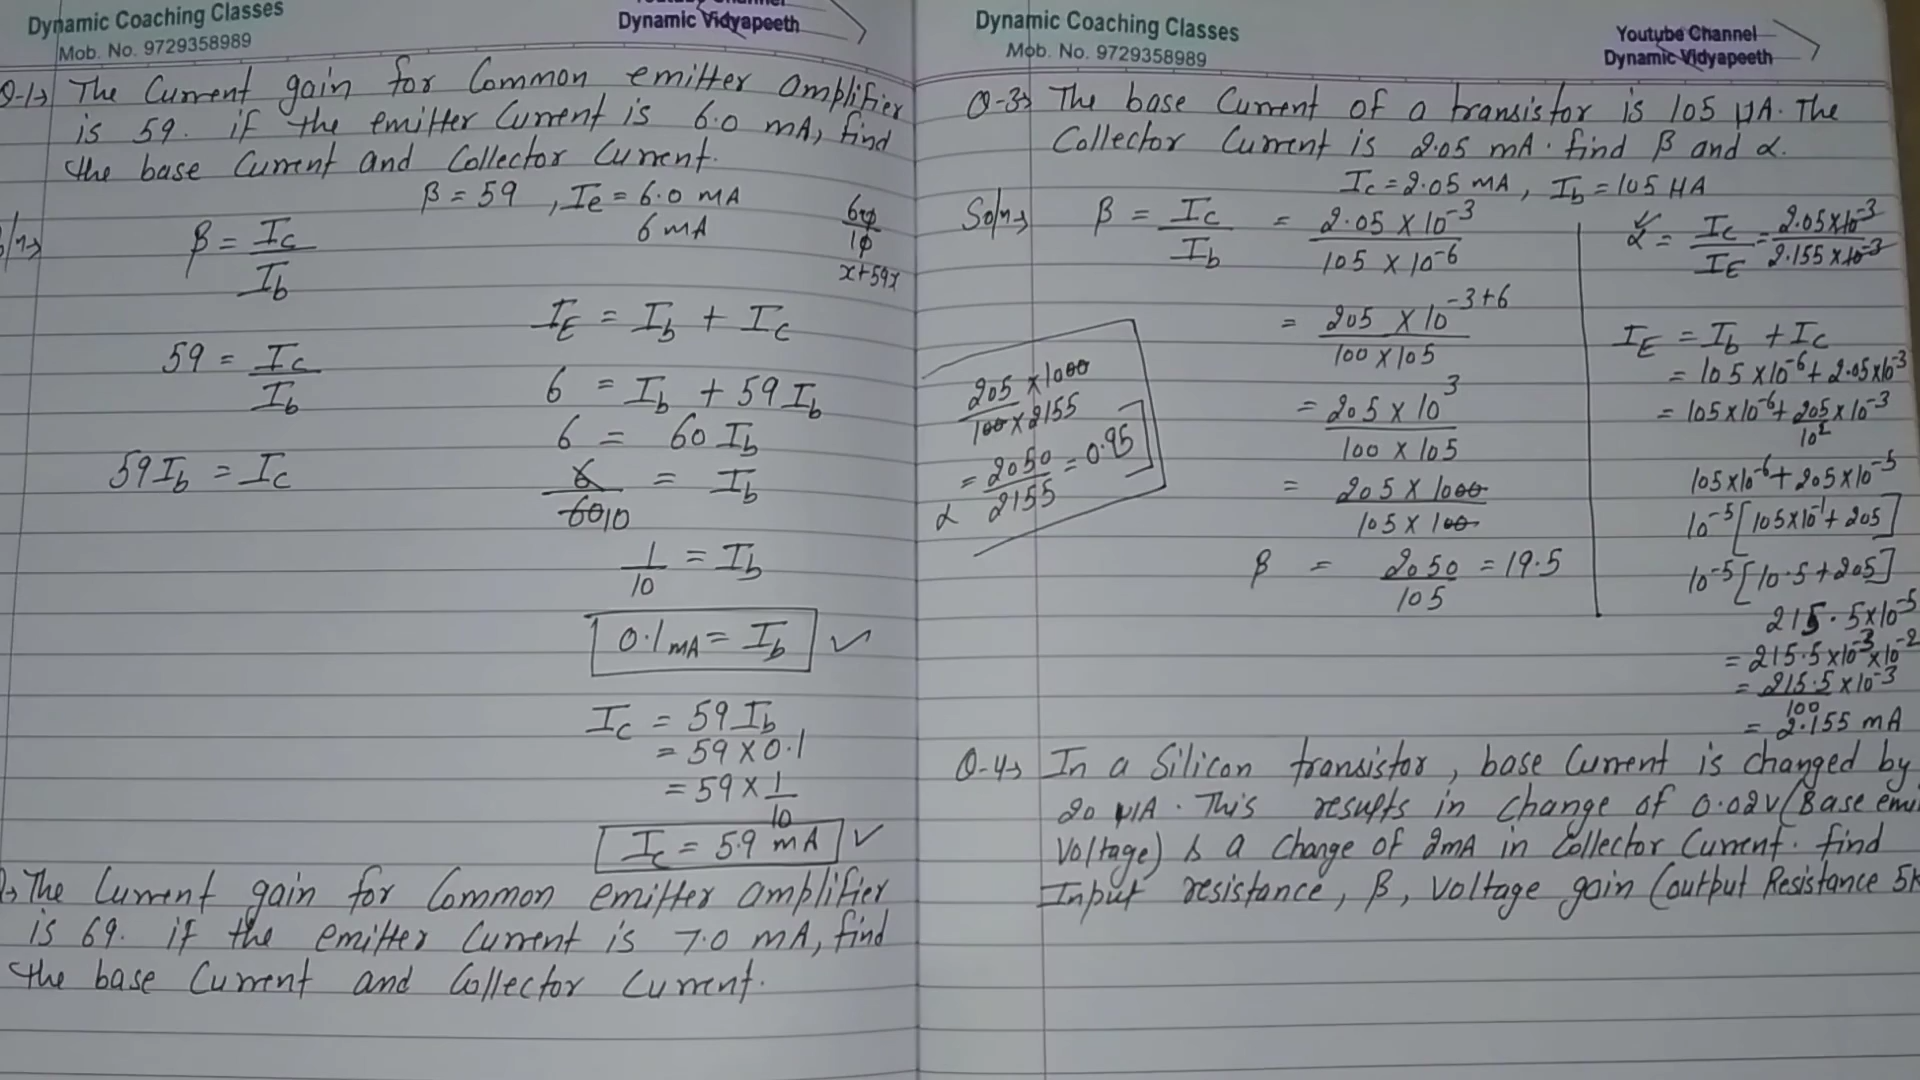 Dynamic Coaching Classes
Mob. No. 9729358989
Dynamic Vidyapeeth
Q-1→ The Current gain for Common emitter amplifier
is 59. if the emitter Current is 6.0 mA, find
the base Current and Collector Current.
β = 59 , Ie = 6.0 mA
6 mA
β = Ic / Ib
x+59x
IE = Ib + Ic
59 = Ic / Ib
6 = Ib + 59 Ib
6 = 60 Ib
59 Ib = Ic
6 / 60 10 = Ib
1/10 = Ib
0.1 mA = Ib ✓
Ic = 59 Ib
= 59 × 0.1
= 59 × 1/10
Ic = 5.9 mA ✓
The Current gain for Common emitter amplifier
is 69. if the emitter Current is 7.0 mA, find
the base Current and Collector Current.
Dynamic Coaching Classes
Mob. No. 9729358989
Youtube Channel
Dynamic Vidyapeeth
Q-3→ The base Current of a transistor is 105 μA. The
Collector Current is 2.05 mA. find β and α.
Ic = 2.05 mA, Ib = 105 μA
Soln→ β = Ic / Ib = 2.05 × 10⁻³ / 105 × 10⁻⁶
= 205 × 10⁻³⁺⁶ / 100 × 105
= 205 × 10³ / 100 × 105
= 205 × 1000 / 105 × 100
β = 2050 / 105 = 19.5
205 × 1000 / 100 × 2155
α = 2050 / 2155 = 0.95
α = Ic / IE = 2.05×10⁻³ / 2.155×10⁻³
IE = Ib + Ic
= 105 × 10⁻⁶ + 2.05×10⁻³
= 105×10⁻⁶ + 205/10² ×10⁻³
105×10⁻⁶ + 205×10⁻⁵
10⁻⁵ [105×10⁻¹ + 205]
10⁻⁵ [10.5 + 205]
215.5×10⁻⁵
= 215.5×10⁻³×10⁻²
= 215.5/100 ×10⁻³
= 2.155 mA
Q-4→ In a Silicon transistor, base Current is changed by
20 μA. This results in Change of 0.02V (Base emi
Voltage) & a Change of 2mA in Collector Current. find
Input resistance, β, Voltage gain (output Resistance 5k